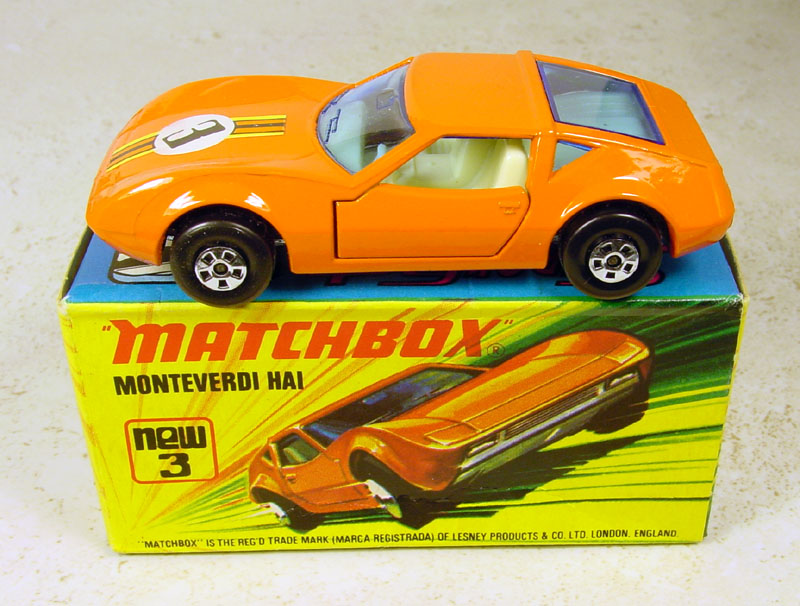 3
"MATCHBOX"®
MONTEVERDI HAI
new
3
"MATCHBOX" IS THE REG'D TRADE MARK (MARCA REGISTRADA) OF LESNEY PRODUCTS & CO. LTD. LONDON, ENGLAND.